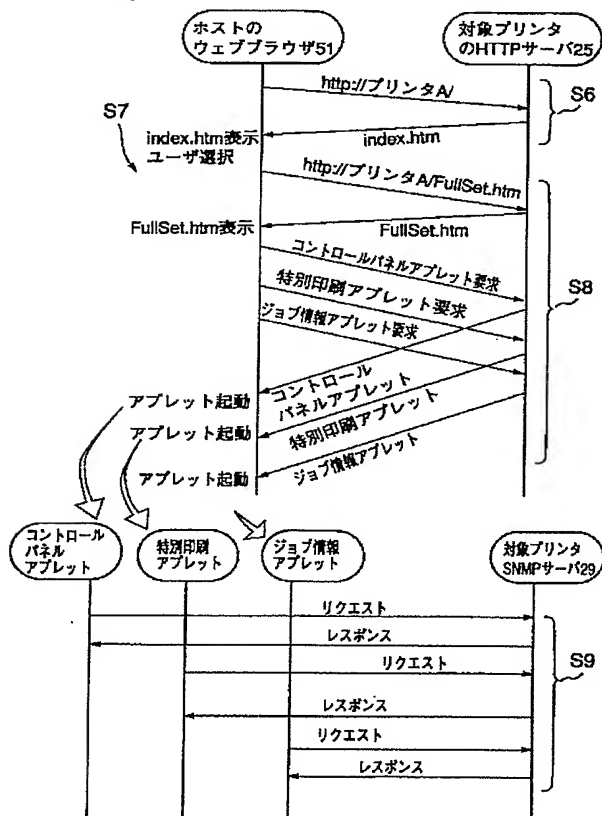 ホストの
ウェブブラウザ51
対象プリンタ
のHTTPサーバ25
http://プリンタA/
S6
S7
index.htm
index.htm表示
ユーザ選択
http://プリンタA/FullSet.htm
FullSet.htm
FullSet.htm表示
コントロールパネルアプレット要求
特別印刷アプレット要求
ジョブ情報アプレット要求
S8
コントロール
パネルアプレット
アプレット起動
特別印刷アプレット
アプレット起動
ジョブ情報アプレット
アプレット起動
コントロール
パネル
アプレット
特別印刷
アプレット
ジョブ情報
アプレット
対象プリンタ
SNMPサーバ29
リクエスト
レスポンス
リクエスト
S9
レスポンス
リクエスト
レスポンス